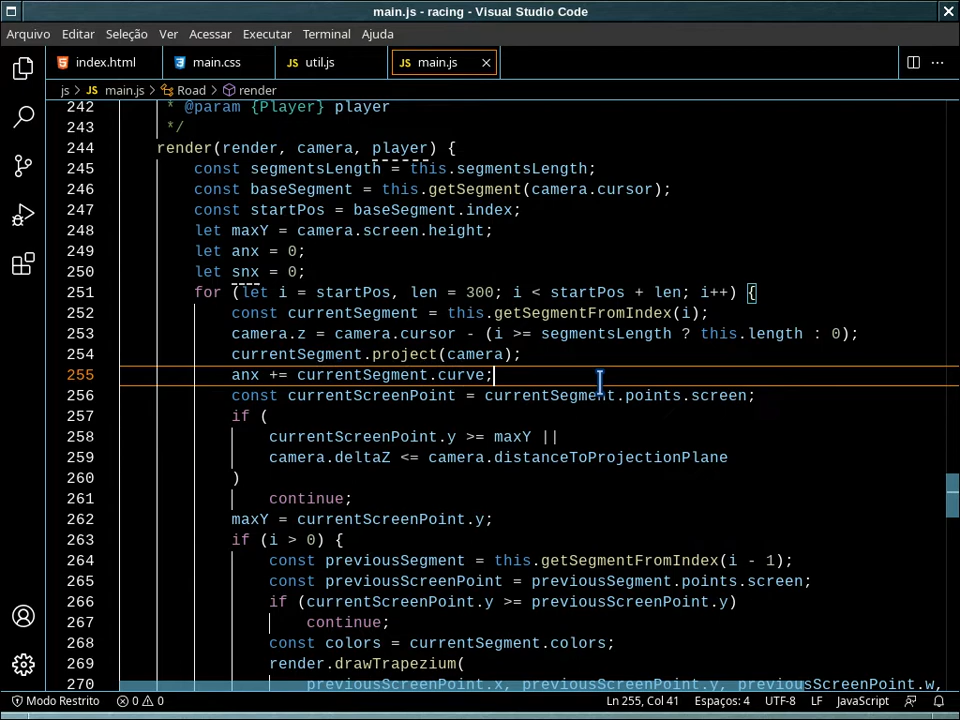 main.js - racing - Visual Studio Code
Arquivo Editar Seleção Ver Acessar Executar Terminal Ajuda
index.html main.css JS util.js JS main.js
js > JS main.js > Road > render
242 * @param {Player} player
243 */
244 render(render, camera, player) {
245 const segmentsLength = this.segmentsLength;
246 const baseSegment = this.getSegment(camera.cursor);
247 const startPos = baseSegment.index;
248 let maxY = camera.screen.height;
249 let anx = 0;
250 let snx = 0;
251 for (let i = startPos, len = 300; i < startPos + len; i++) {
252 const currentSegment = this.getSegmentFromIndex(i);
253 camera.z = camera.cursor - (i >= segmentsLength ? this.length : 0);
254 currentSegment.project(camera);
255 anx += currentSegment.curve;
256 const currentScreenPoint = currentSegment.points.screen;
257 if (
258 currentScreenPoint.y >= maxY ||
259 camera.deltaZ <= camera.distanceToProjectionPlane
260 )
261 continue;
262 maxY = currentScreenPoint.y;
263 if (i > 0) {
264 const previousSegment = this.getSegmentFromIndex(i - 1);
265 const previousScreenPoint = previousSegment.points.screen;
266 if (currentScreenPoint.y >= previousScreenPoint.y)
267 continue;
268 const colors = currentSegment.colors;
269 render.drawTrapezium(
270 previousScreenPoint.x, previousScreenPoint.y, previousScreenPoint.w,
Modo Restrito 0 0 Ln 255, Col 41 Espaços: 4 UTF-8 LF JavaScript